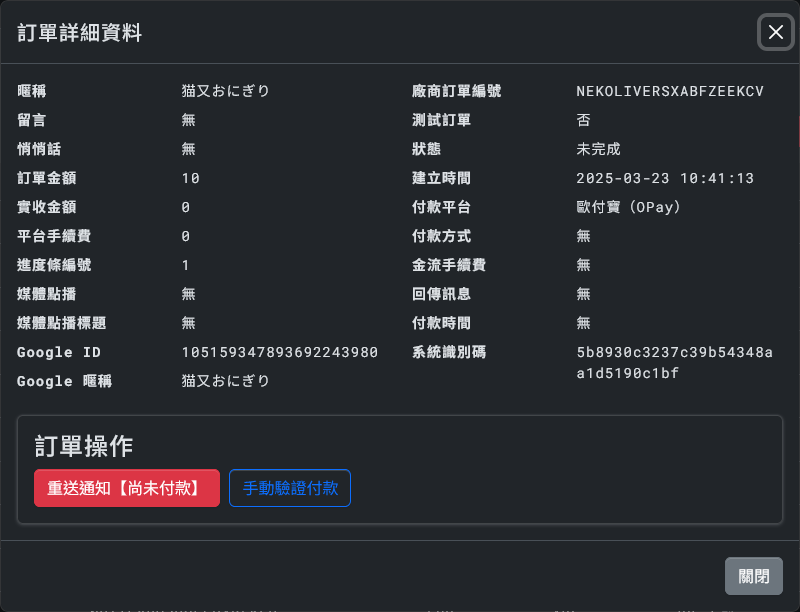 訂單詳細資料
暱稱 猫又おにぎり 廠商訂單編號 NEKOLIVERSXABFZEEKCV
留言 無 測試訂單 否
悄悄話 無 狀態 未完成
訂單金額 10 建立時間 2025-03-23 10:41:13
實收金額 0 付款平台 歐付寶（OPay）
平台手續費 0 付款方式 無
進度條編號 1 金流手續費 無
媒體點播 無 回傳訊息 無
媒體點播標題 無 付款時間 無
Google ID 105159347893692243980 系統識別碼 5b8930c3237c39b54348a
a1d5190c1bf
Google 暱稱 猫又おにぎり
訂單操作
重送通知【尚未付款】 手動驗證付款
關閉